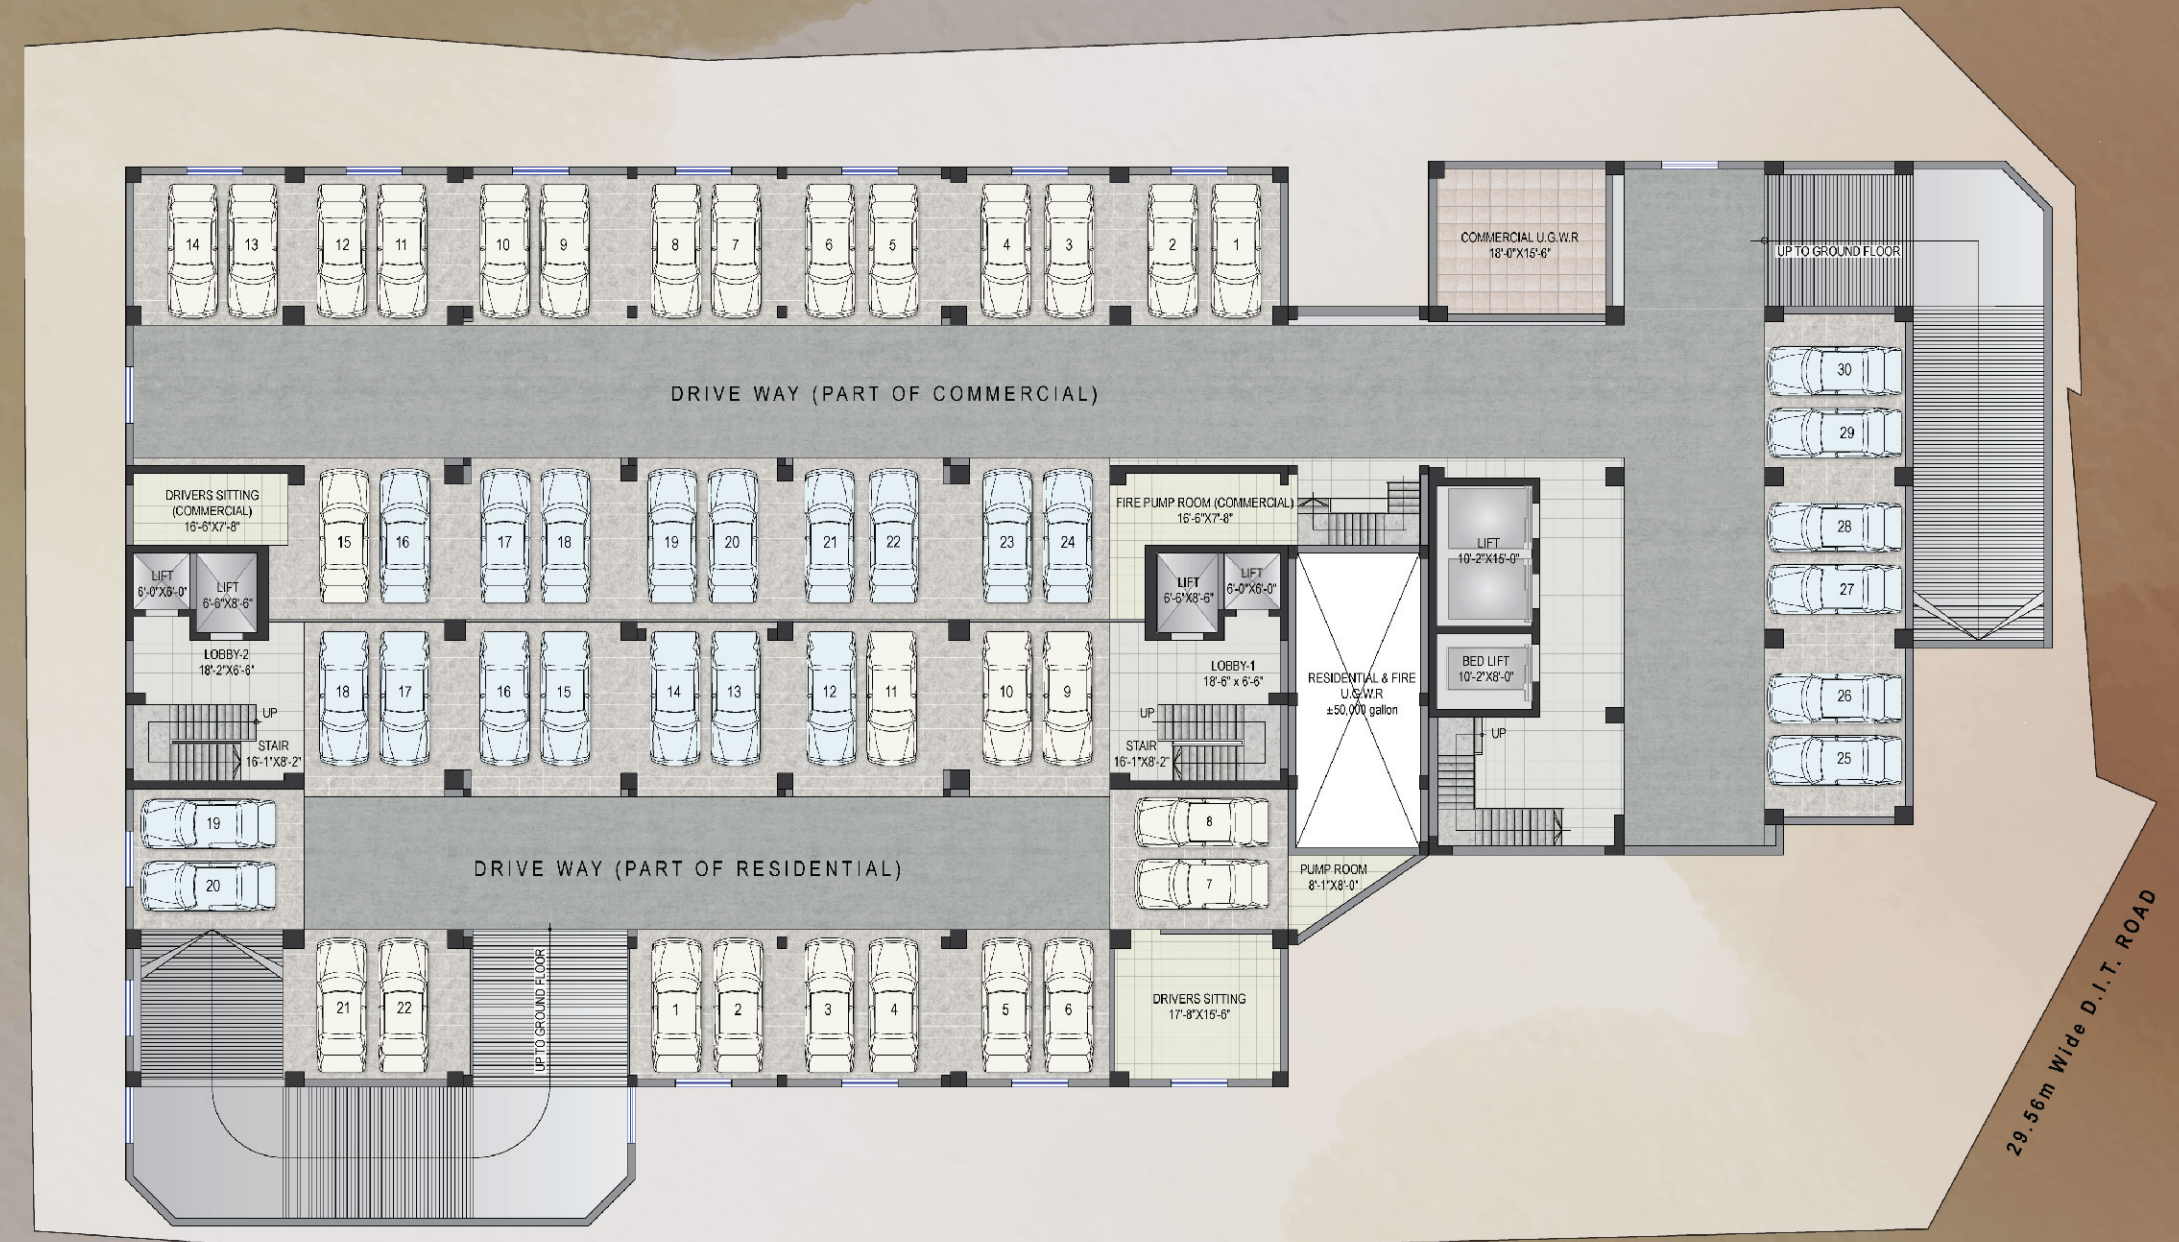 14 13 12 11 10 9 8 7 6 5 4 3 2 1
COMMERCIAL U.G.W.R
18'-0"X15'-6"
UP TO GROUND FLOOR
30
29
28
27
26
25
DRIVE WAY (PART OF COMMERCIAL)
DRIVERS SITTING
(COMMERCIAL)
16'-6"X7'-8"
15 16 17 18 19 20 21 22 23 24
FIRE PUMP ROOM (COMMERCIAL)
16'-6"X7'-8"
LIFT
6'-0"X6'-0"
LIFT
6'-6"X8'-6"
LIFT
6'-6"X8'-6"
LIFT
6'-0"X6'-0"
LIFT
10'-2"X15'-0"
BED LIFT
10'-2"X8'-0"
LOBBY-2
18'-2"X6'-6"
UP
STAIR
16'-1"X8'-2"
18 17 16 15 14 13 12 11 10 9
LOBBY-1
18'-6" x 6'-6"
UP
STAIR
16'-1"X8'-2"
RESIDENTIAL & FIRE
U.G.W.R
±50,000 gallon
UP
19
20
DRIVE WAY (PART OF RESIDENTIAL)
8
7
PUMP ROOM
8'-1"X8'-0"
21 22
UP TO GROUND FLOOR
1 2 3 4 5 6
DRIVERS SITTING
17'-8"X15'-6"
29.56m Wide D.I.T. ROAD